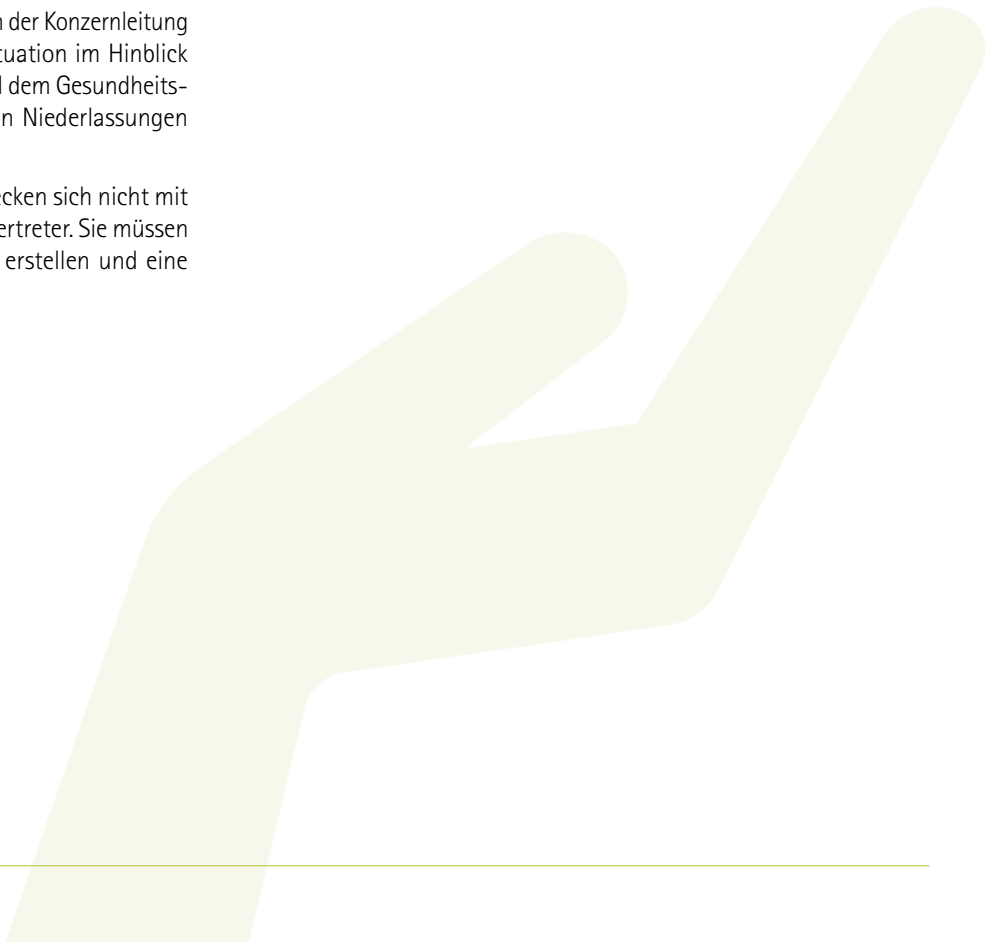 der Konzernleitung
tuation im Hinblick
dem Gesundheits-
n Niederlassungen
ecken sich nicht mit
ertreter. Sie müssen
erstellen und eine